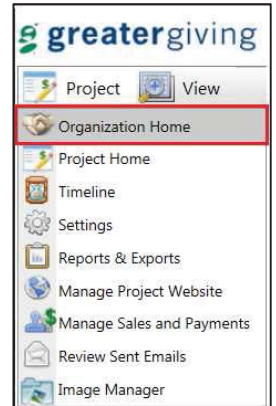 greatergiving
Project View
Organization Home
Project Home
Timeline
Settings
Reports & Exports
Manage Project Website
Manage Sales and Payments
Review Sent Emails
Image Manager